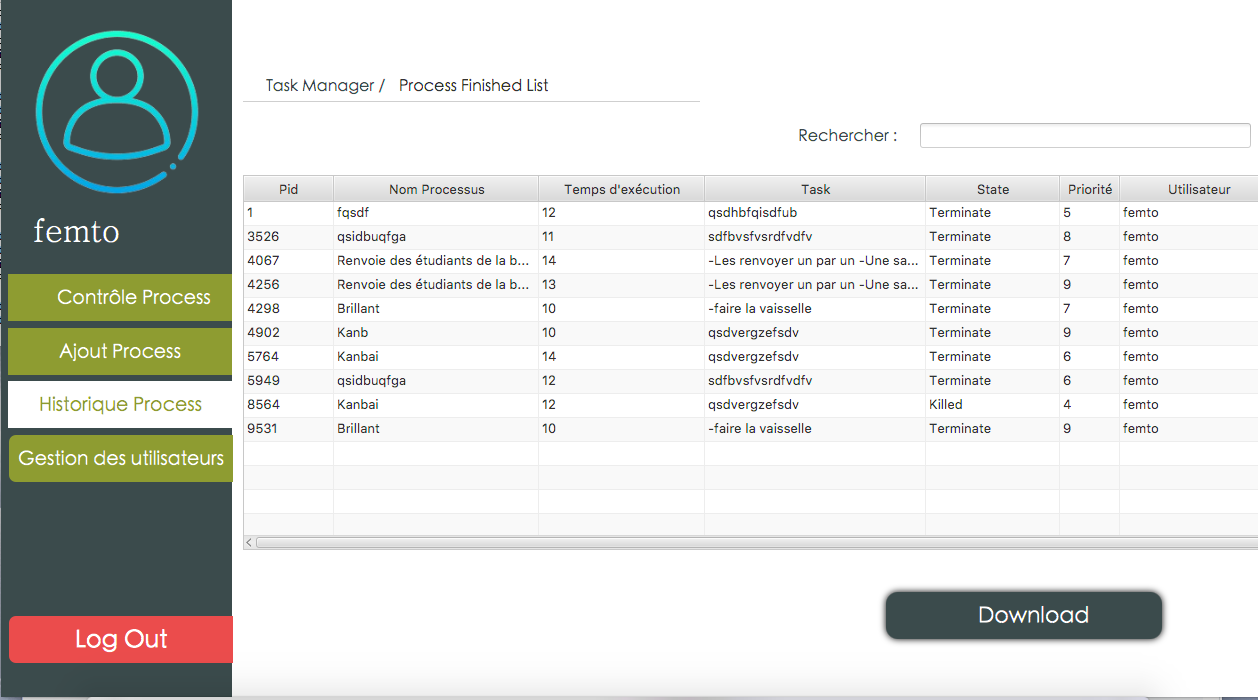 femto
Contrôle Process
Ajout Process
Historique Process
Gestion des utilisateurs
Log Out
Task Manager / Process Finished List
Rechercher :
Pid Nom Processus Temps d'exécution Task State Priorité Utilisateur
1 fqsdf 12 qsdhbfqisdfub Terminate 5 femto
3526 qsidbuqfga 11 sdfbvsfvsrdfvdfv Terminate 8 femto
4067 Renvoie des étudiants de la b... 14 -Les renvoyer un par un -Une sa... Terminate 7 femto
4256 Renvoie des étudiants de la b... 13 -Les renvoyer un par un -Une sa... Terminate 9 femto
4298 Brillant 10 -faire la vaisselle Terminate 7 femto
4902 Kanb 10 qsdvergzefsdv Terminate 9 femto
5764 Kanbai 14 qsdvergzefsdv Terminate 6 femto
5949 qsidbuqfga 12 sdfbvsfvsrdfvdfv Terminate 6 femto
8564 Kanbai 12 qsdvergzefsdv Killed 4 femto
9531 Brillant 10 -faire la vaisselle Terminate 9 femto
Download